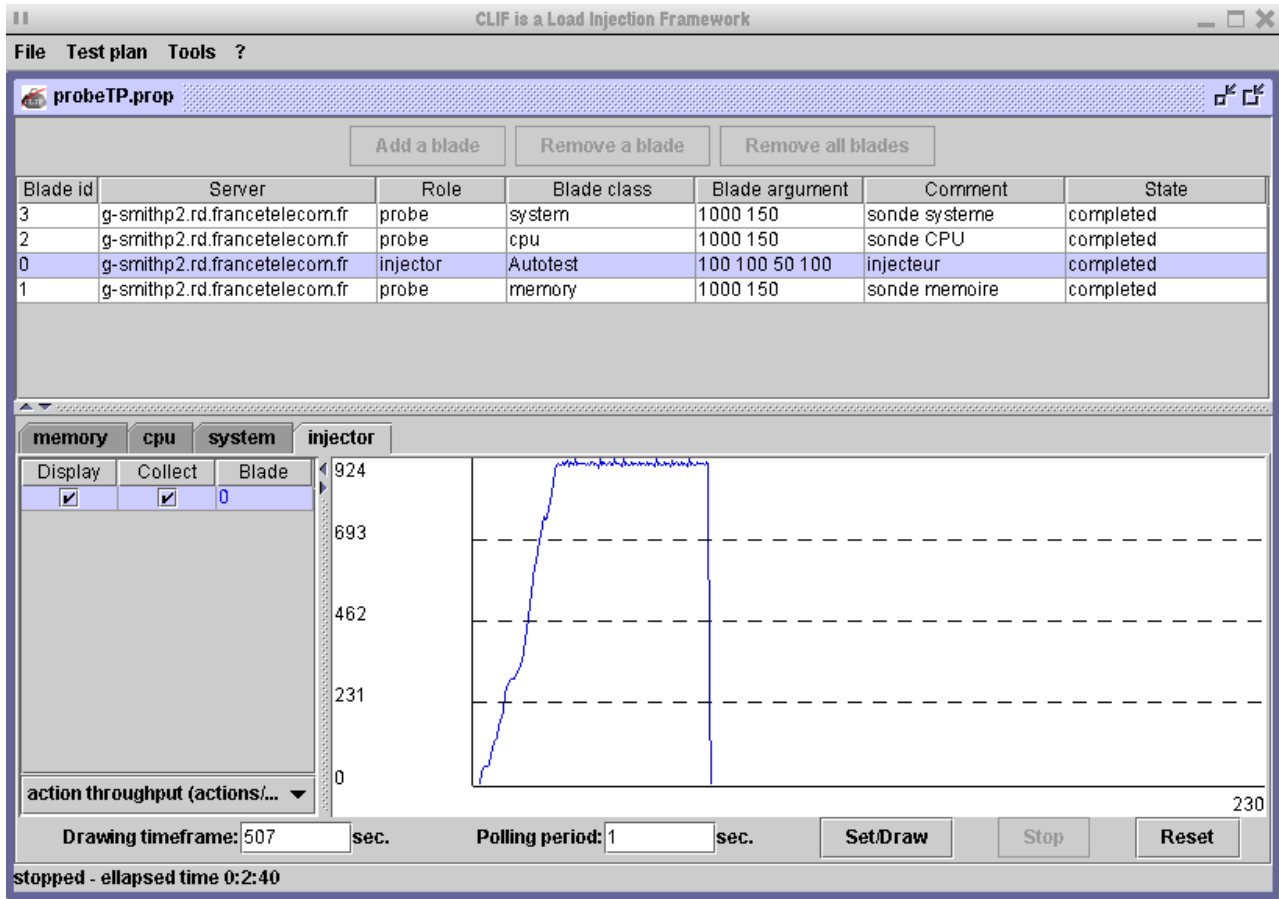 CLIF is a Load Injection Framework
File Test plan Tools ?
probeTP.prop
Add a blade Remove a blade Remove all blades
Blade id Server Role Blade class Blade argument Comment State
3 g-smithp2.rd.francetelecom.fr probe system 1000 150 sonde systeme completed
2 g-smithp2.rd.francetelecom.fr probe cpu 1000 150 sonde CPU completed
0 g-smithp2.rd.francetelecom.fr injector Autotest 100 100 50 100 injecteur completed
1 g-smithp2.rd.francetelecom.fr probe memory 1000 150 sonde memoire completed
memory cpu system injector
Display Collect Blade
0
924
693
462
231
0
230
action throughput (actions/...
Drawing timeframe: 507 sec. Polling period: 1 sec. Set/Draw Stop Reset
stopped - ellapsed time 0:2:40